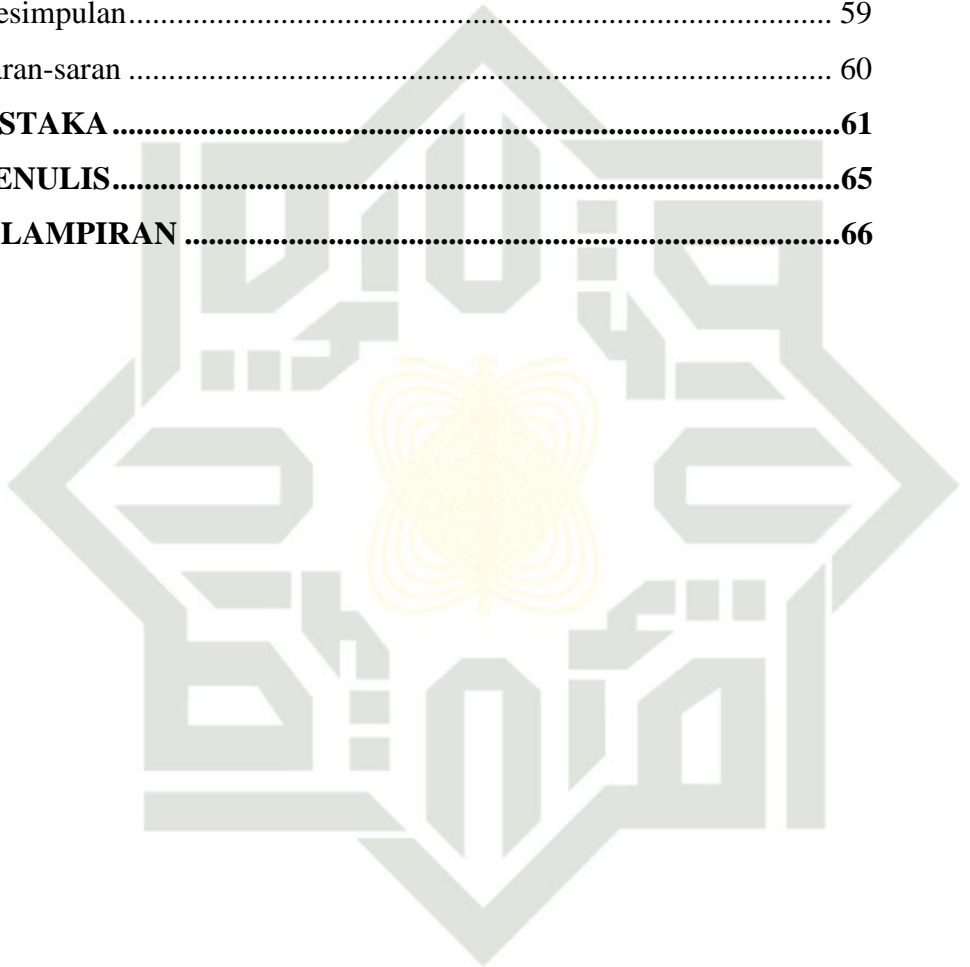 esimpulan.......................................................................................... 59
aran-saran .......................................................................................... 60
STAKA ..........................................................................................61
ENULIS..........................................................................................65
LAMPIRAN ....................................................................................66